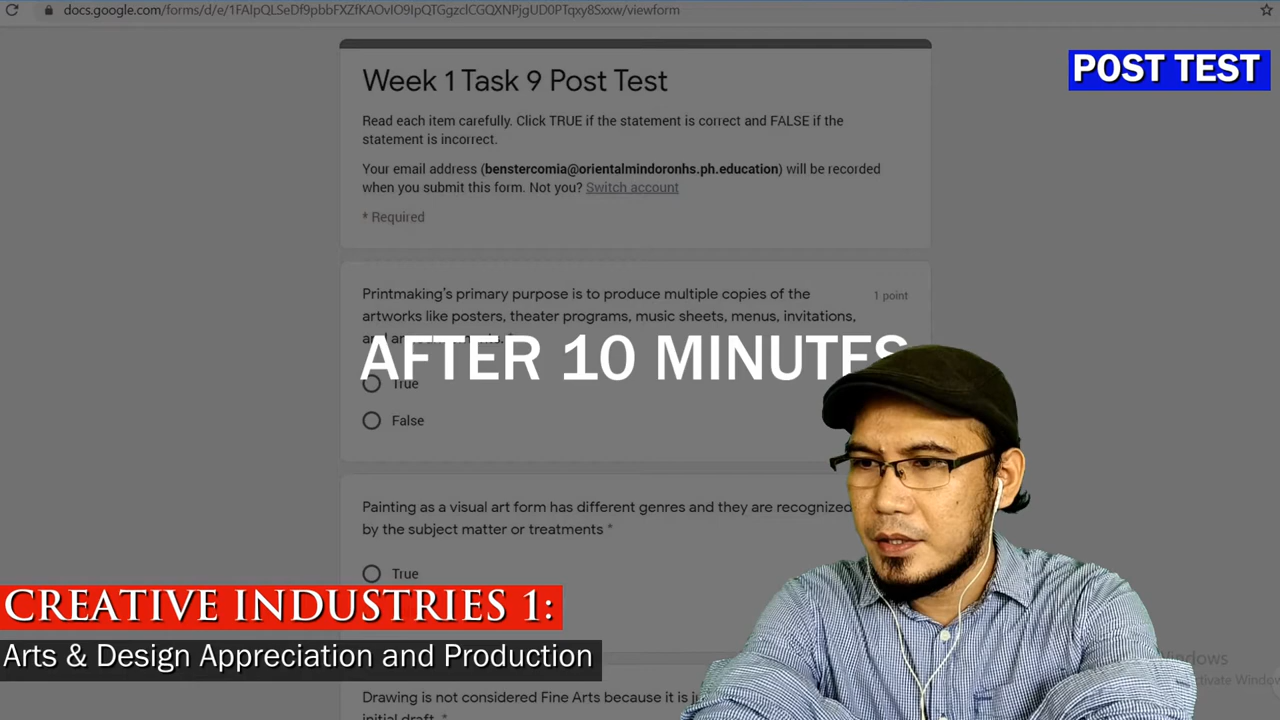 docs.google.com/forms/d/e/1FAIpQLSeDf9pbbFXZfKAOvIO9IpQTGgzclCGQXNPjgUD0PTqxy8Sxxw/viewform
POST TEST
Week 1 Task 9 Post Test
Read each item carefully. Click TRUE if the statement is correct and FALSE if the
statement is incorrect.
Your email address (benstercomia@orientalmindoronhs.ph.education) will be recorded
when you submit this form. Not you? Switch account
* Required
Printmaking's primary purpose is to produce multiple copies of the
1 point
artworks like posters, theater programs, music sheets, menus, invitations,
AFTER 10 MINUTES
True
False
Painting as a visual art form has different genres and they are recognized
by the subject matter or treatments *
True
CREATIVE INDUSTRIES 1:
Arts & Design Appreciation and Production
Drawing is not considered Fine Arts because it is
initial draft. *